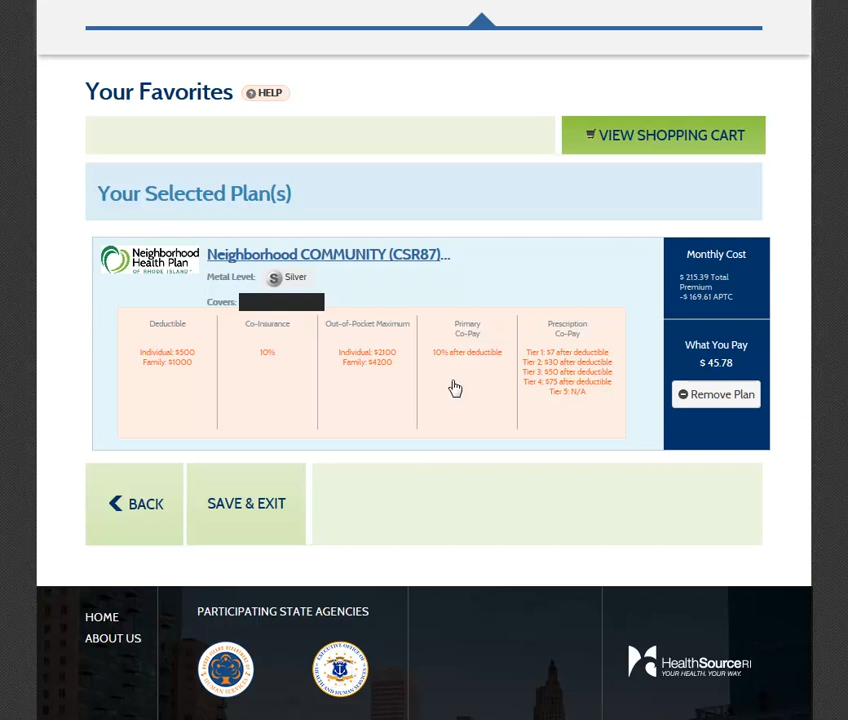 Your Favorites
HELP
VIEW SHOPPING CART
Your Selected Plan(s)
Neighborhood
Health Plan
OF RHODE ISLAND
Neighborhood COMMUNITY (CSR87)...
Metal Level: S Silver
Covers:
Monthly Cost
$ 215.39 Total
Premium
-$ 169.61 APTC
What You Pay
$ 45.78
Remove Plan
Deductible
Individual: $500
Family: $1000
Co-Insurance
10%
Out-of-Pocket Maximum
Individual: $2100
Family: $4200
Primary
Co-Pay
10% after deductible
Prescription
Co-Pay
Tier 1: $7 after deductible
Tier 2: $30 after deductible
Tier 3: $50 after deductible
Tier 4: $75 after deductible
Tier 5: N/A
BACK
SAVE & EXIT
HOME
ABOUT US
PARTICIPATING STATE AGENCIES
HealthSourceRI
YOUR HEALTH. YOUR WAY.